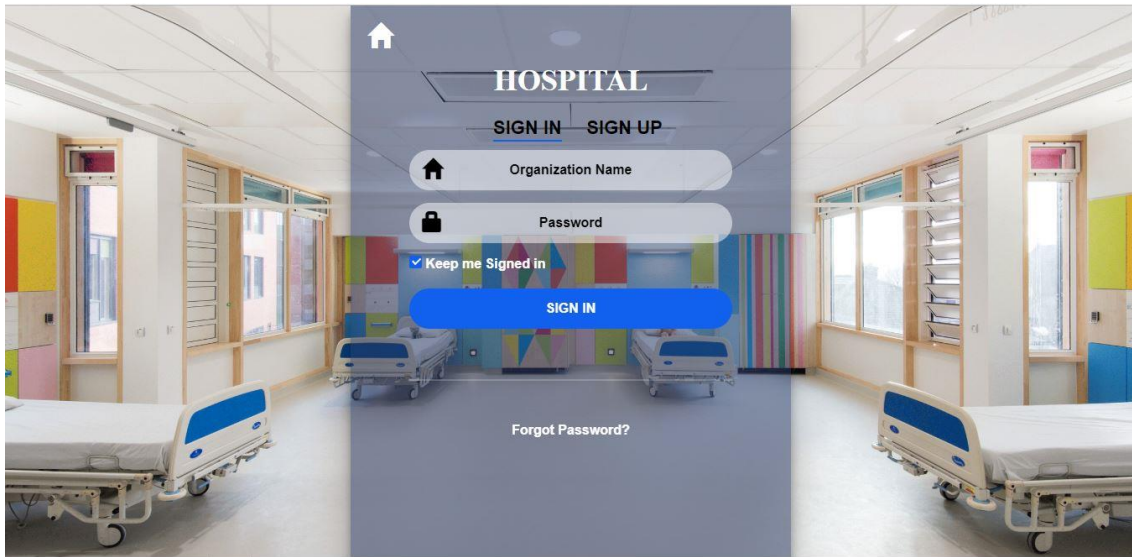 HOSPITAL
SIGN IN SIGN UP
Organization Name
Password
Keep me Signed in
SIGN IN
Forgot Password?